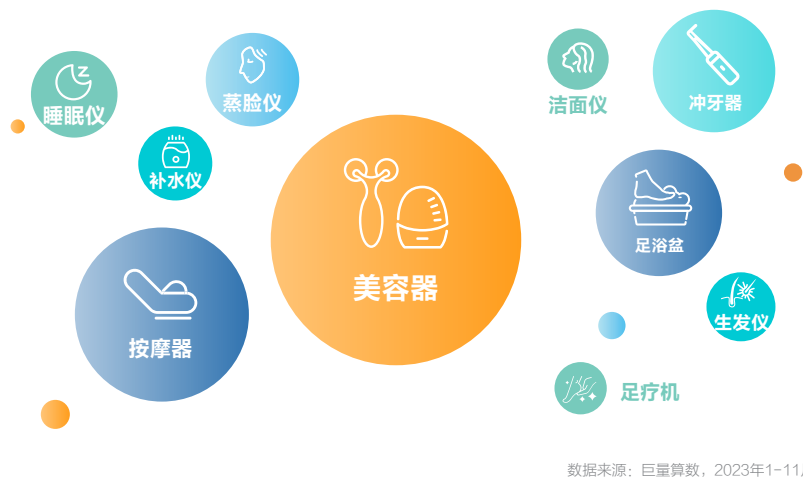 睡眠仪
蒸脸仪
洁面仪
冲牙器
补水仪
美容器
足浴盆
按摩器
生发仪
足疗机
数据来源：巨量算数，2023年1-11